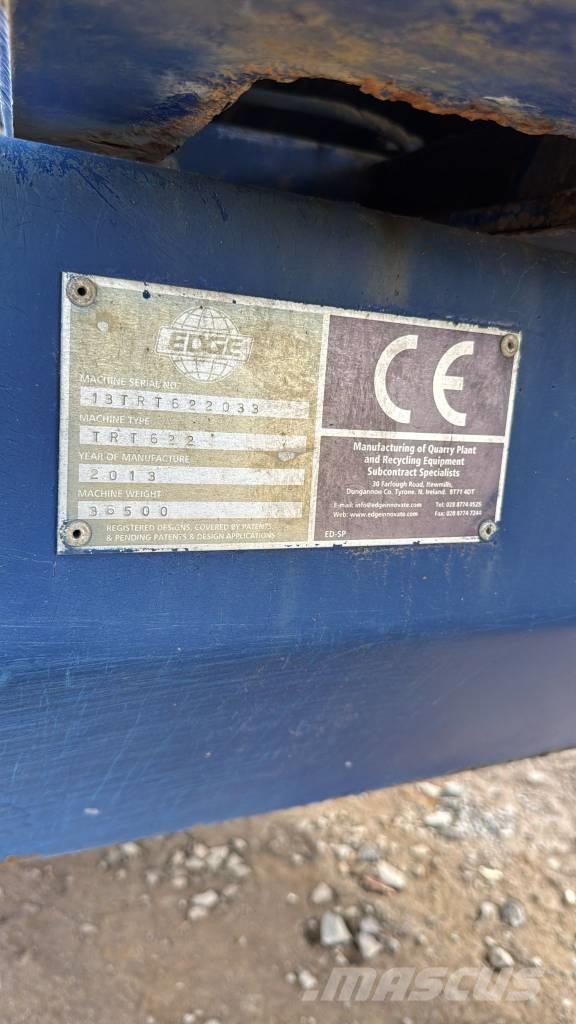 EDGE
MACHINE SERIAL NO.
13TRT622033
MACHINE TYPE
TRT622
YEAR OF MANUFACTURE
2013
MACHINE WEIGHT
36500
REGISTERED DESIGNS, COVERED BY PATENTS
& PENDING PATENTS & DESIGN APPLICATIONS
CE
Manufacturing of Quarry Plant
and Recycling Equipment
Subcontract Specialists
30 Farlough Road, Newmills,
Dungannon Co. Tyrone. N. Ireland. BT71 4DT
E-mail: info@edgeinnovate.com Tel: 028 8774 0525
Web: www.edgeinnovate.com Fax: 028 8774 7244
ED-SP
MASCUS